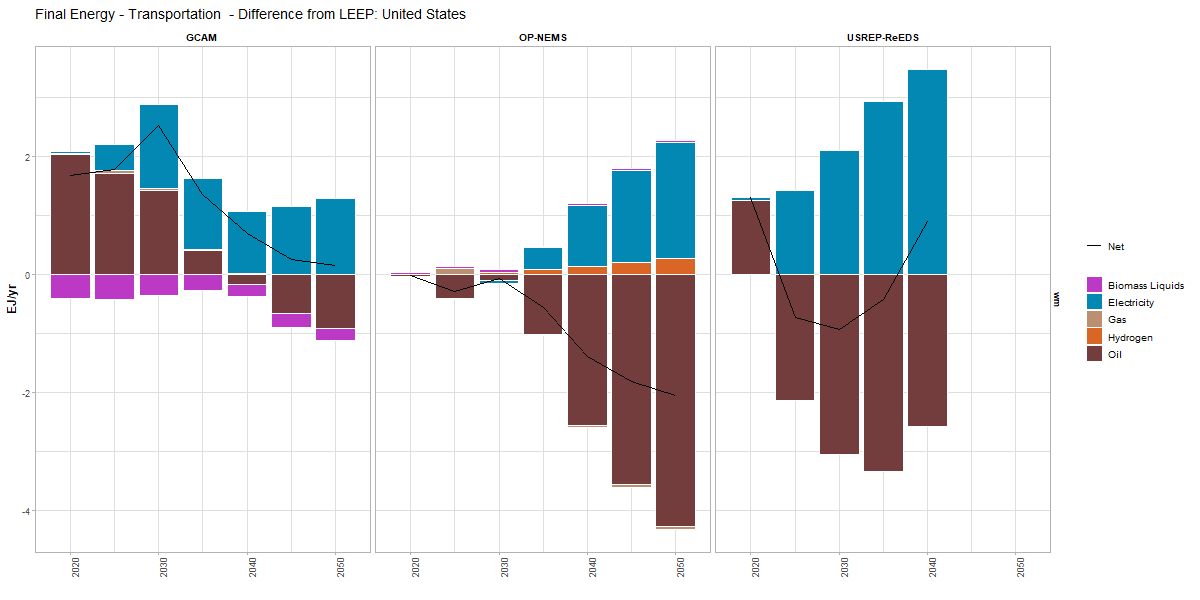 Final Energy - Transportation  - Difference from LEEP: United States
GCAM
OP-NEMS
USREP-ReEDS
EJ/yr
2
0
-2
-4
2020
2030
2040
2050
2020
2030
2040
2050
2020
2030
2040
2050
wm
Net
Biomass Liquids
Electricity
Gas
Hydrogen
Oil